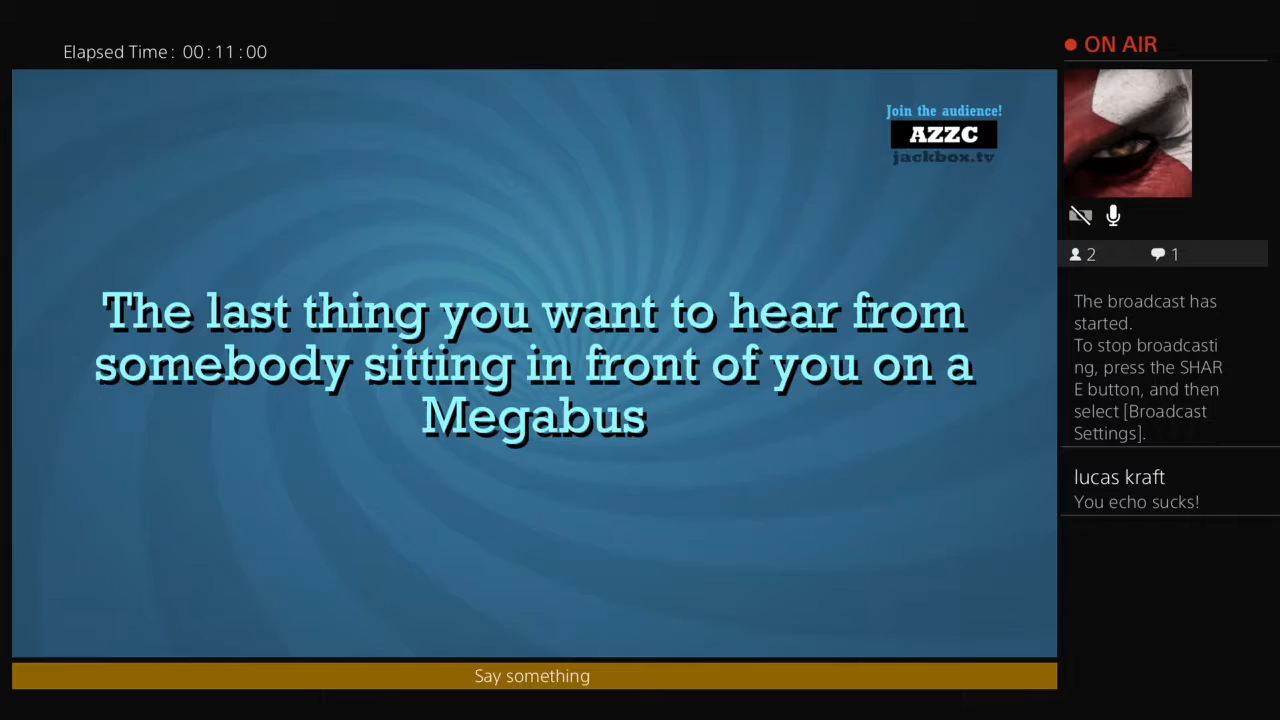 Elapsed Time: 00:11:00
ON AIR
Join the audience!
AZZC
jackbox.tv
The last thing you want to hear from
somebody sitting in front of you on a
Megabus
2
1
The broadcast has
started.
To stop broadcasti
ng, press the SHAR
E button, and then
select [Broadcast
Settings].
lucas kraft
You echo sucks!
Say something